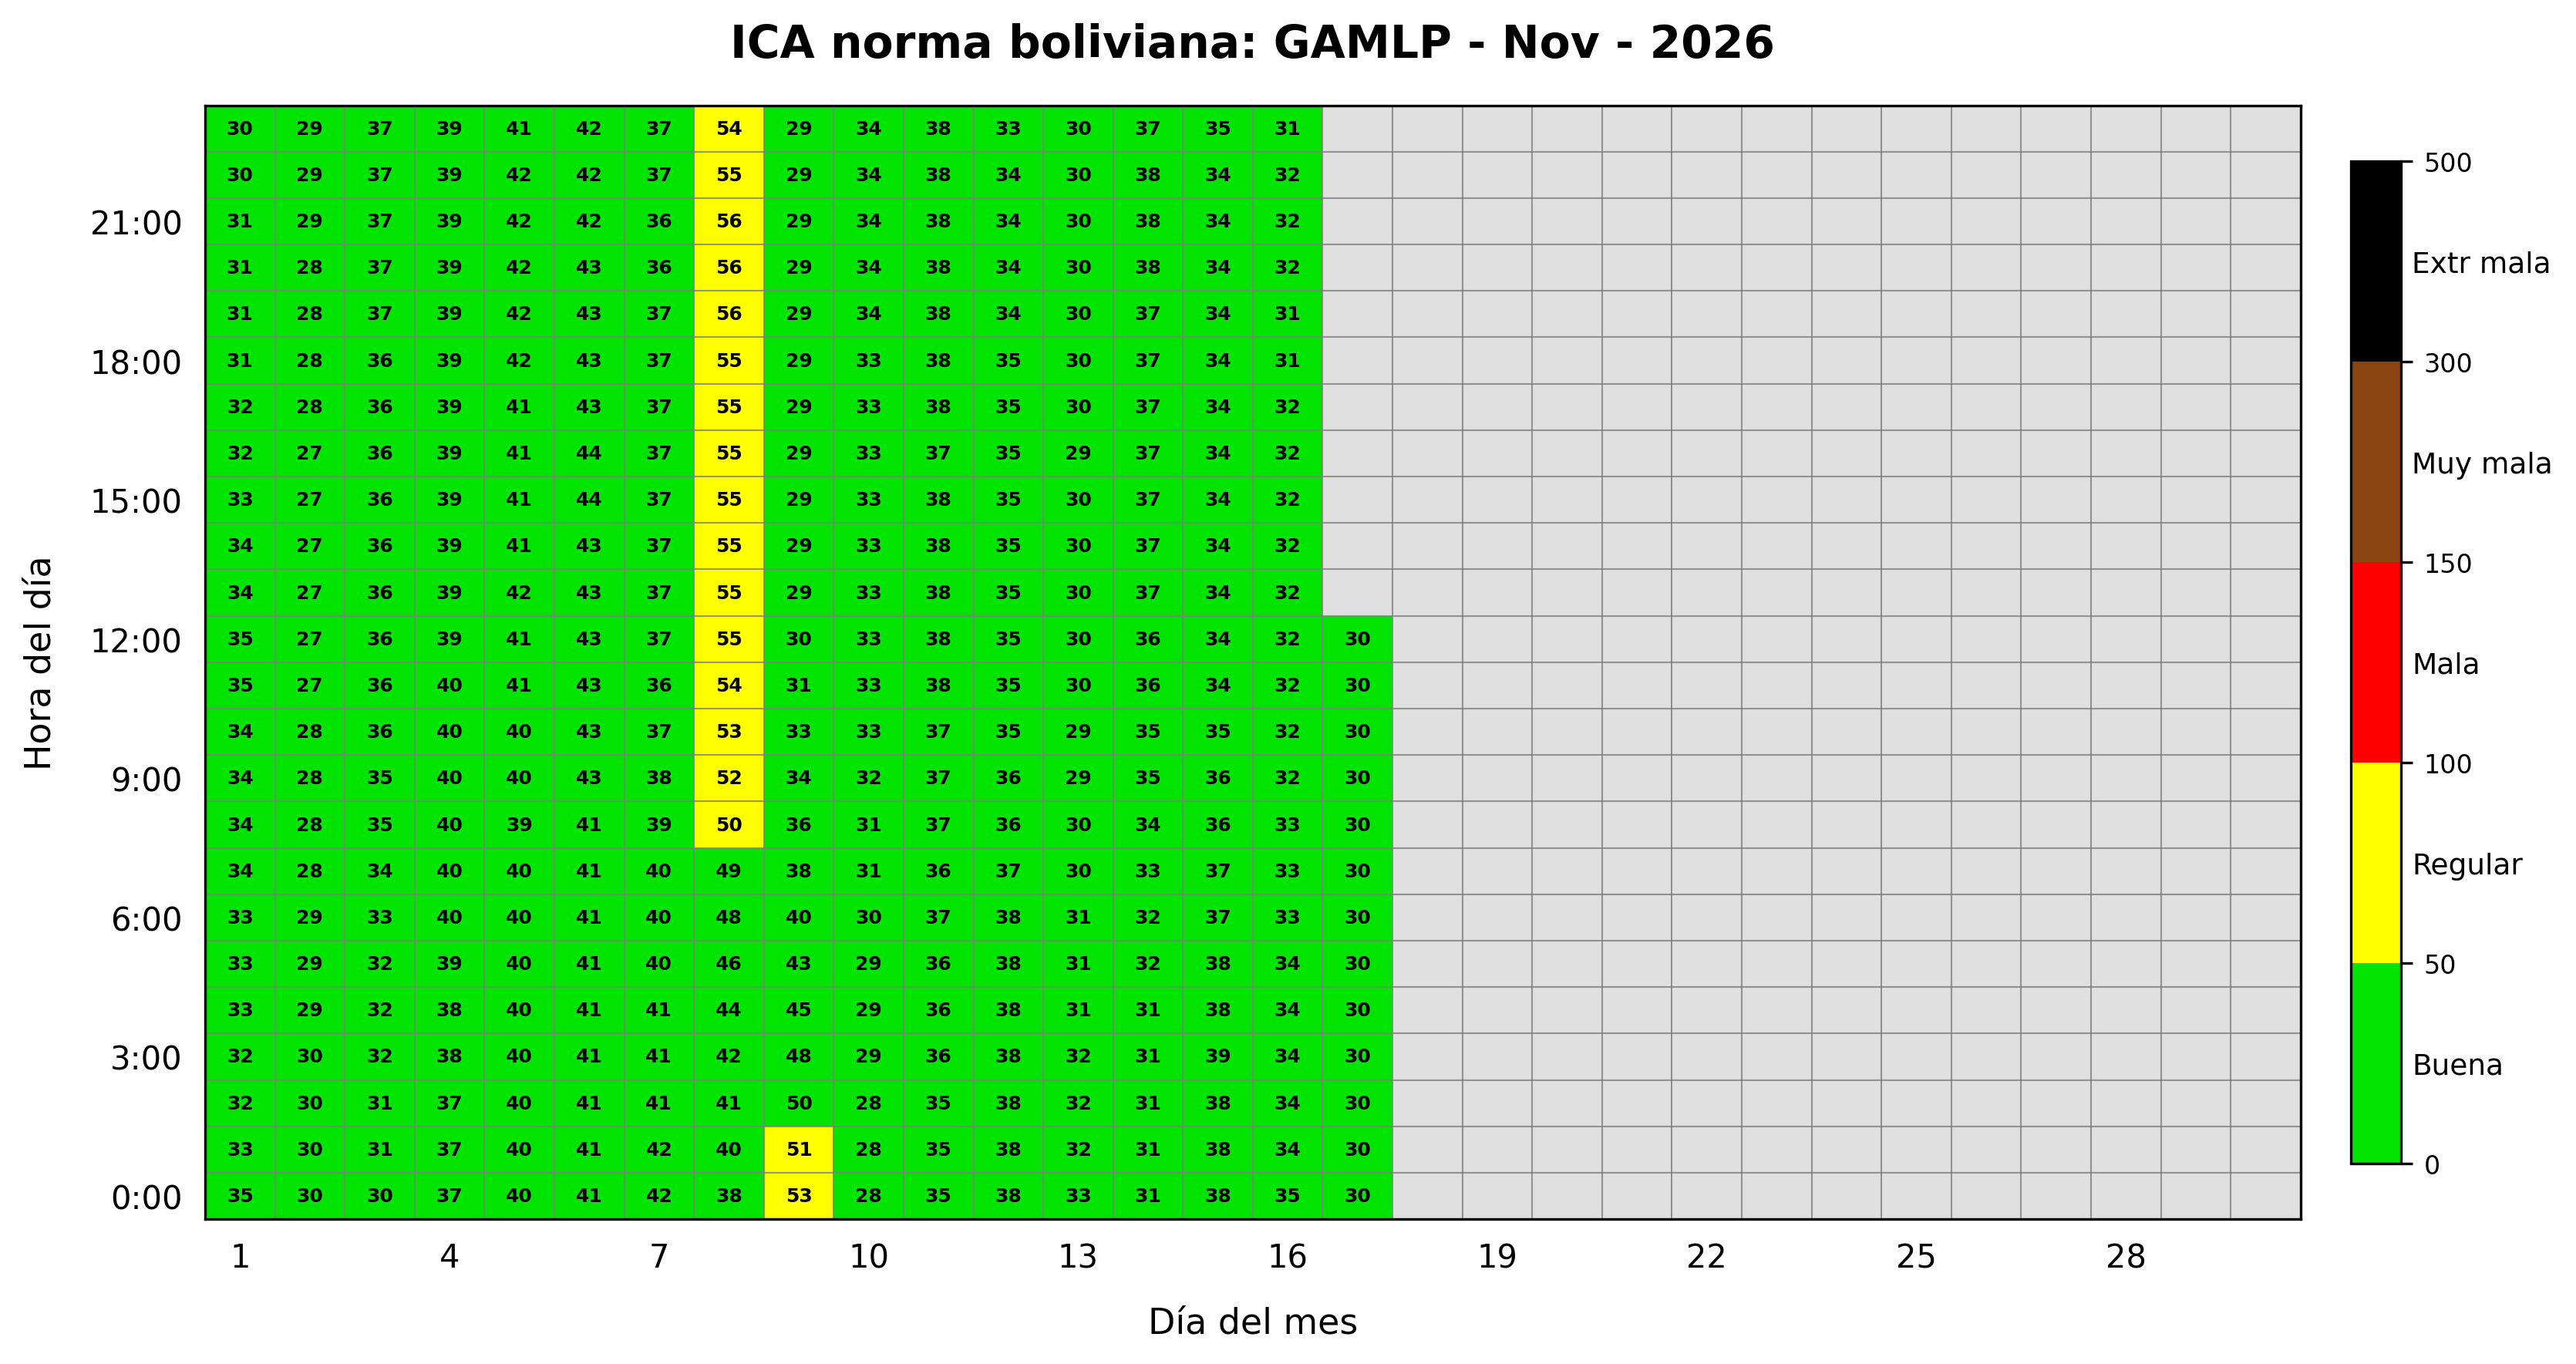 ICA norma boliviana: GAMLP - Nov - 2026
30 29 37 39 41 42 37 54 29 34 38 33 30 37 35 31
30 29 37 39 42 42 37 55 29 34 38 34 30 38 34 32
21:00 31 29 37 39 42 42 36 56 29 34 38 34 30 38 34 32
31 28 37 39 42 43 36 56 29 34 38 34 30 38 34 32
31 28 37 39 42 43 37 56 29 34 38 34 30 37 34 31
18:00 31 28 36 39 42 43 37 55 29 33 38 35 30 37 34 31
32 28 36 39 41 43 37 55 29 33 38 35 30 37 34 32
32 27 36 39 41 44 37 55 29 33 37 35 29 37 34 32
15:00 33 27 36 39 41 44 37 55 29 33 38 35 30 37 34 32
34 27 36 39 41 43 37 55 29 33 38 35 30 37 34 32
34 27 36 39 42 43 37 55 29 33 38 35 30 37 34 32
12:00 35 27 36 39 41 43 37 55 30 33 38 35 30 36 34 32 30
35 27 36 40 41 43 36 54 31 33 38 35 30 36 34 32 30
34 28 36 40 40 43 37 53 33 33 37 35 29 35 35 32 30
9:00 34 28 35 40 40 43 38 52 34 32 37 36 29 35 36 32 30
34 28 35 40 39 41 39 50 36 31 37 36 30 34 36 33 30
34 28 34 40 40 41 40 49 38 31 36 37 30 33 37 33 30
6:00 33 29 33 40 40 41 40 48 40 30 37 38 31 32 37 33 30
33 29 32 39 40 41 40 46 43 29 36 38 31 32 38 34 30
33 29 32 38 40 41 41 44 45 29 36 38 31 31 38 34 30
3:00 32 30 32 38 40 41 41 42 48 29 36 38 32 31 39 34 30
32 30 31 37 40 41 41 41 50 28 35 38 32 31 38 34 30
33 30 31 37 40 41 42 40 51 28 35 38 32 31 38 34 30
0:00 35 30 30 37 40 41 42 38 53 28 35 38 33 31 38 35 30
1 4 7 10 13 16 19 22 25 28
Día del mes
Hora del día
500
Extr mala
300
Muy mala
150
Mala
100
Regular
50
Buena
0